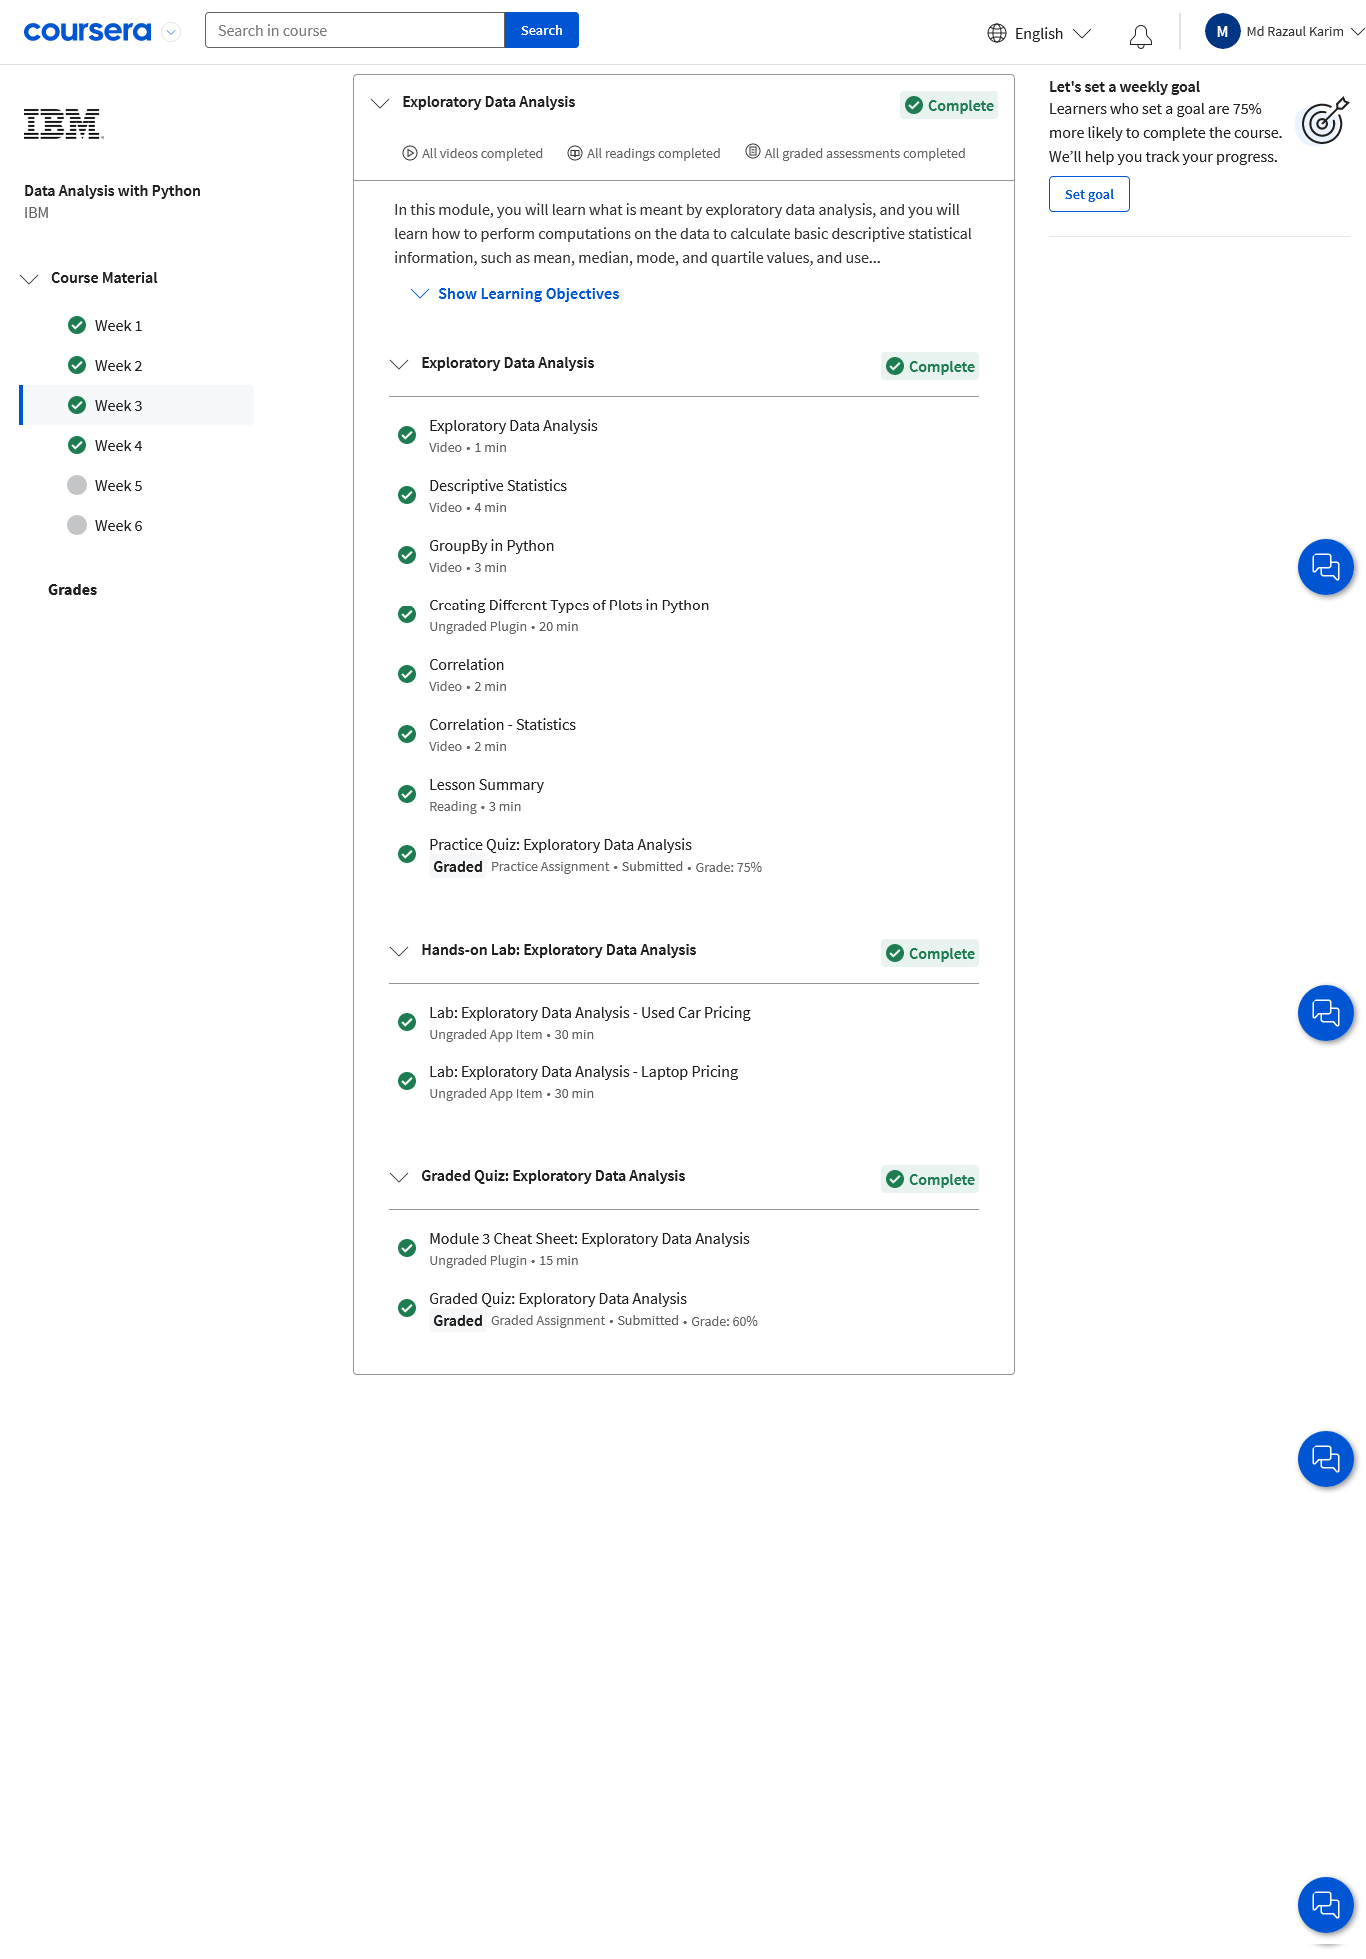 coursera
Search in course
Search
English
M
Md Razaul Karim
IBM
Data Analysis with Python
IBM
Course Material
Week 1
Week 2
Week 3
Week 4
Week 5
Week 6
Grades
Exploratory Data Analysis
Complete
All videos completed
All readings completed
All graded assessments completed
In this module, you will learn what is meant by exploratory data analysis, and you will
learn how to perform computations on the data to calculate basic descriptive statistical
information, such as mean, median, mode, and quartile values, and use...
Show Learning Objectives
Exploratory Data Analysis
Complete
Exploratory Data Analysis
Video • 1 min
Descriptive Statistics
Video • 4 min
GroupBy in Python
Video • 3 min
Creating Different Types of Plots in Python
Ungraded Plugin • 20 min
Correlation
Video • 2 min
Correlation - Statistics
Video • 2 min
Lesson Summary
Reading • 3 min
Practice Quiz: Exploratory Data Analysis
Graded Practice Assignment • Submitted • Grade: 75%
Hands-on Lab: Exploratory Data Analysis
Complete
Lab: Exploratory Data Analysis - Used Car Pricing
Ungraded App Item • 30 min
Lab: Exploratory Data Analysis - Laptop Pricing
Ungraded App Item • 30 min
Graded Quiz: Exploratory Data Analysis
Complete
Module 3 Cheat Sheet: Exploratory Data Analysis
Ungraded Plugin • 15 min
Graded Quiz: Exploratory Data Analysis
Graded Graded Assignment • Submitted • Grade: 60%
Let's set a weekly goal
Learners who set a goal are 75%
more likely to complete the course.
We’ll help you track your progress.
Set goal